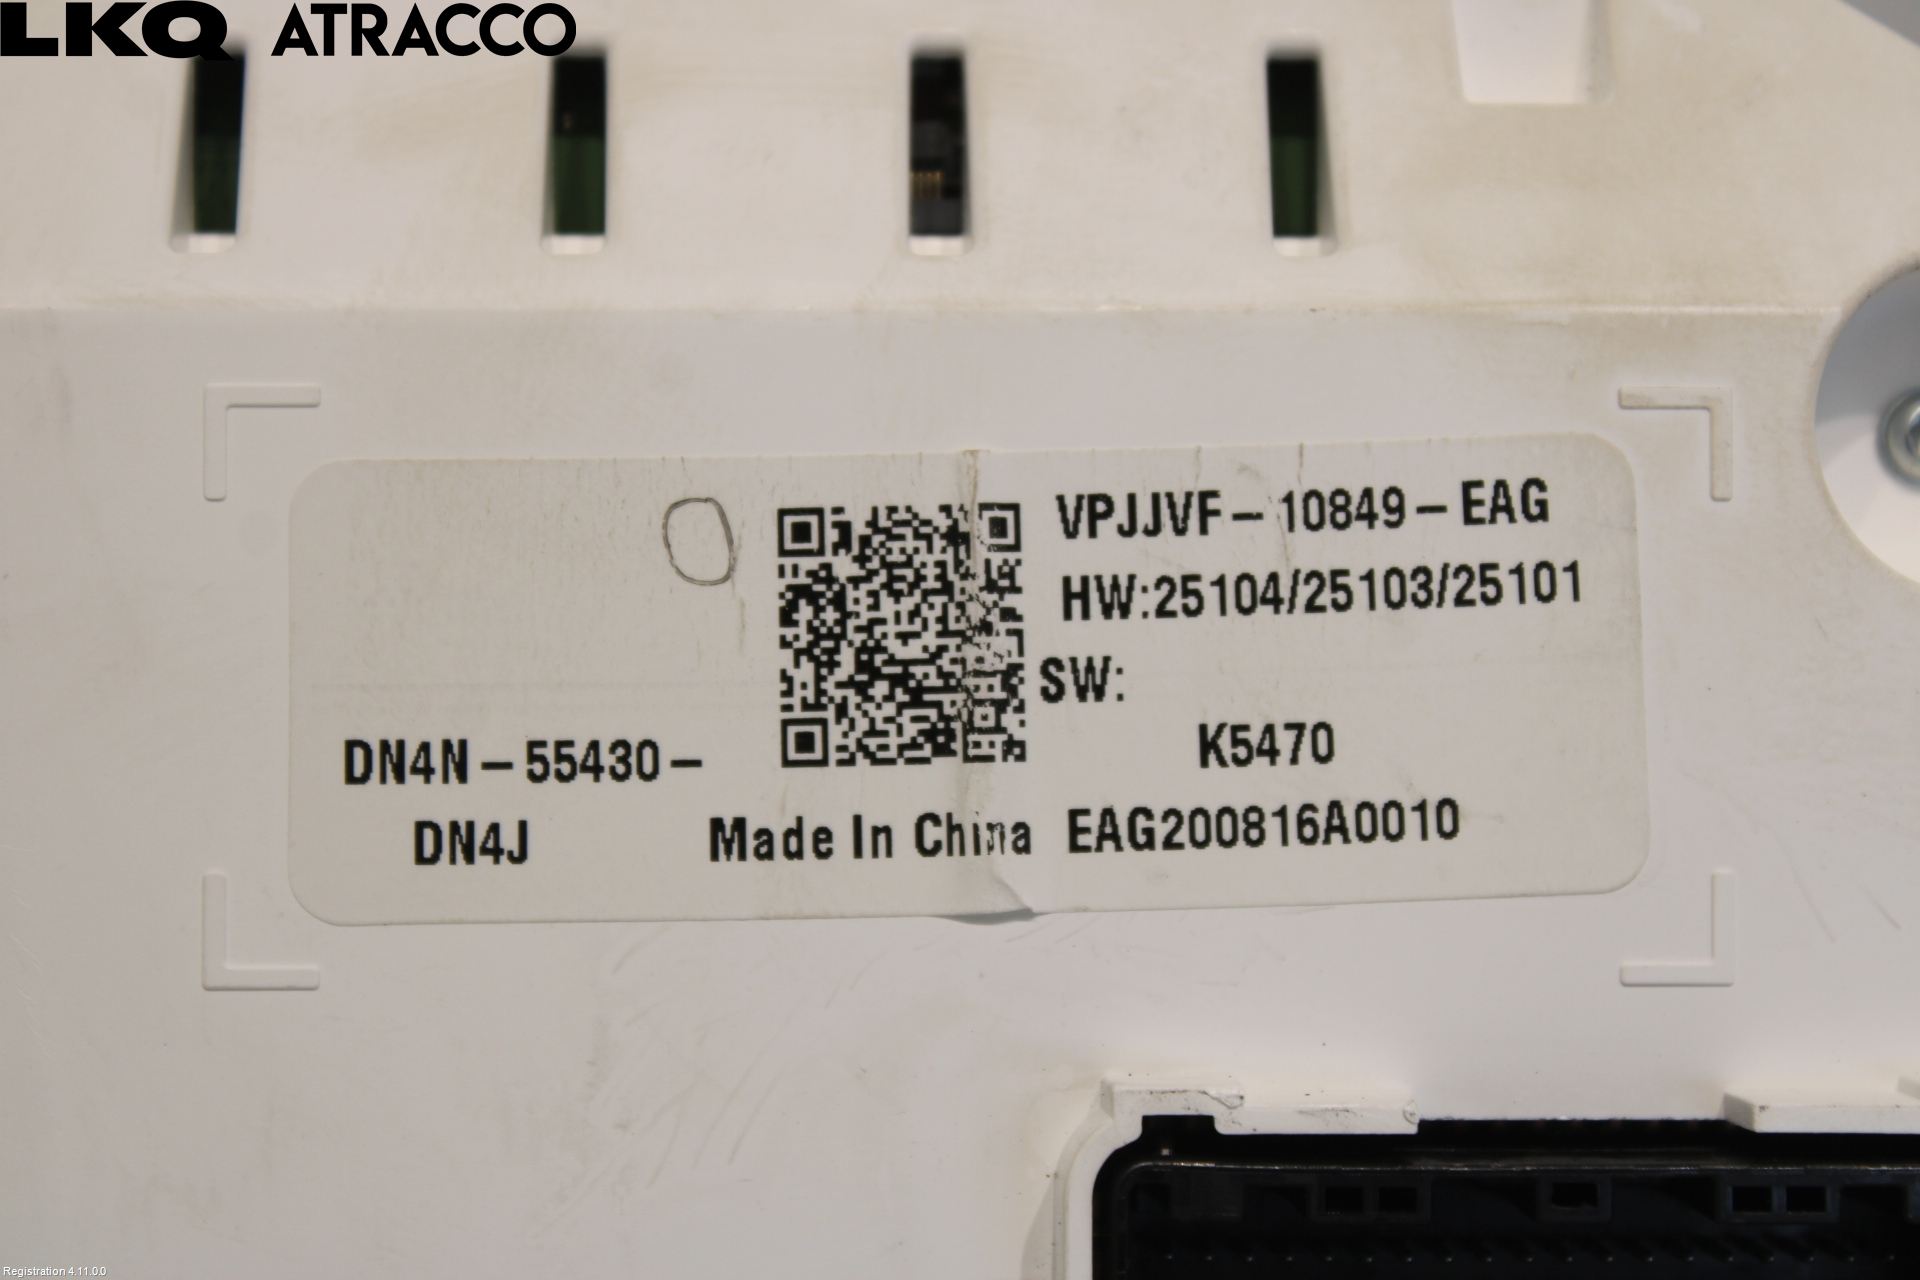 LKQ ATRACCO
VPJJVF-10849-EAG
HW:25104/25103/25101
SW:
K5470
DN4N-55430-
DN4J
Made In China EAG200816A0010
Registration 4.11.0.0